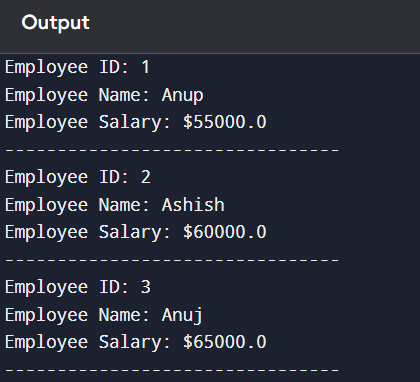 Output
Employee ID: 1
Employee Name: Anup
Employee Salary: $55000.0
--------------------------------
Employee ID: 2
Employee Name: Ashish
Employee Salary: $60000.0
--------------------------------
Employee ID: 3
Employee Name: Anuj
Employee Salary: $65000.0
--------------------------------